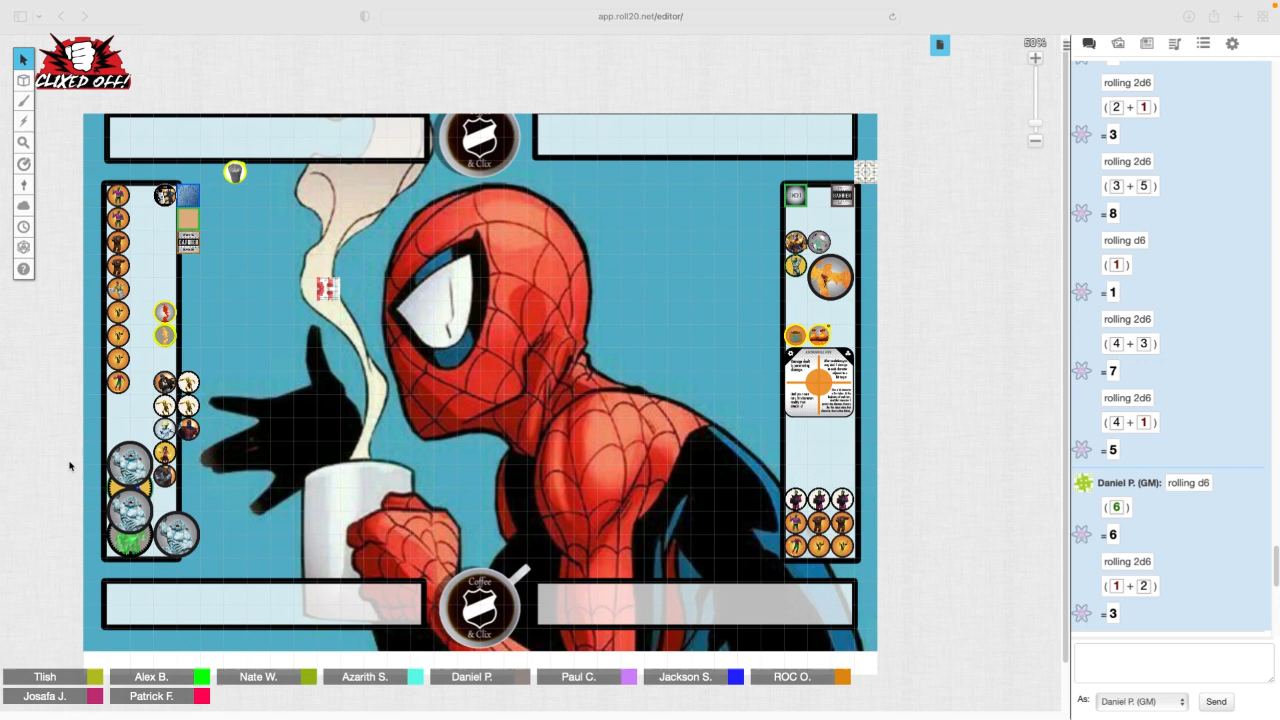 app.roll20.net/editor/
50%
CLIXED OFF!
& Clix
Coffee
& Clix
rolling 2d6
( 2 + 1 )
= 3
rolling 2d6
( 3 + 5 )
= 8
rolling d6
( 1 )
= 1
rolling 2d6
( 4 + 3 )
= 7
rolling 2d6
( 4 + 1 )
= 5
Daniel P. (GM): rolling d6
( 6 )
= 6
rolling 2d6
( 1 + 2 )
= 3
As: Daniel P. (GM) Send
Tlish Alex B. Nate W. Azarith S. Daniel P. Paul C. Jackson S. ROC O.
Josafa J. Patrick F.